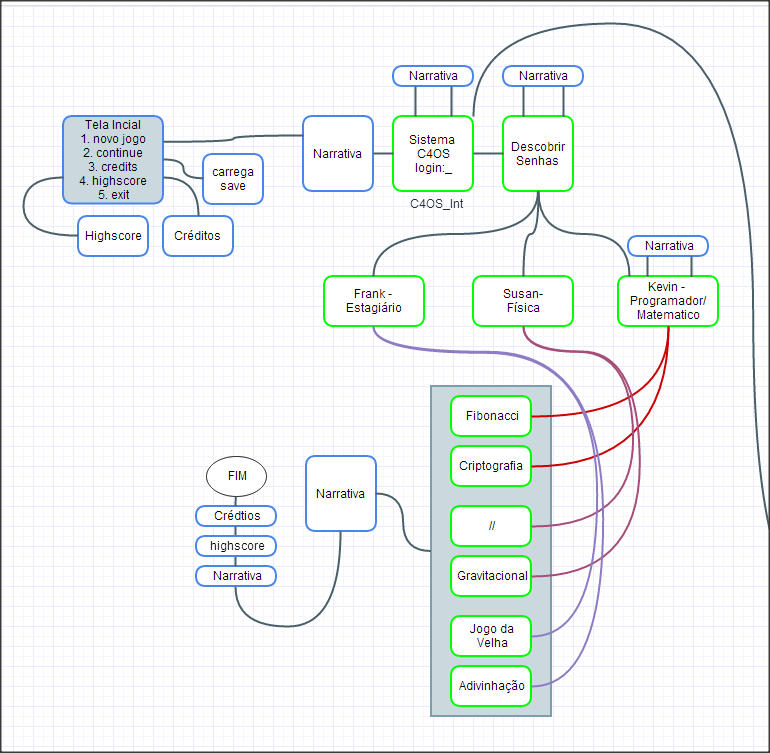 Narrativa
Narrativa
Tela Incial
1. novo jogo
2. continue
3. credits
4. highscore
5. exit
Narrativa
Sistema
C4OS
login:_
Descobrir
Senhas
carrega
save
C4OS_Int
Highscore
Créditos
Narrativa
Frank -
Estagiário
Susan-
Física
Kevin -
Programador/
Matematico
Fibonacci
Criptografia
//
Gravitacional
Jogo da
Velha
Adivinhação
Narrativa
FIM
Crédtios
highscore
Narrativa